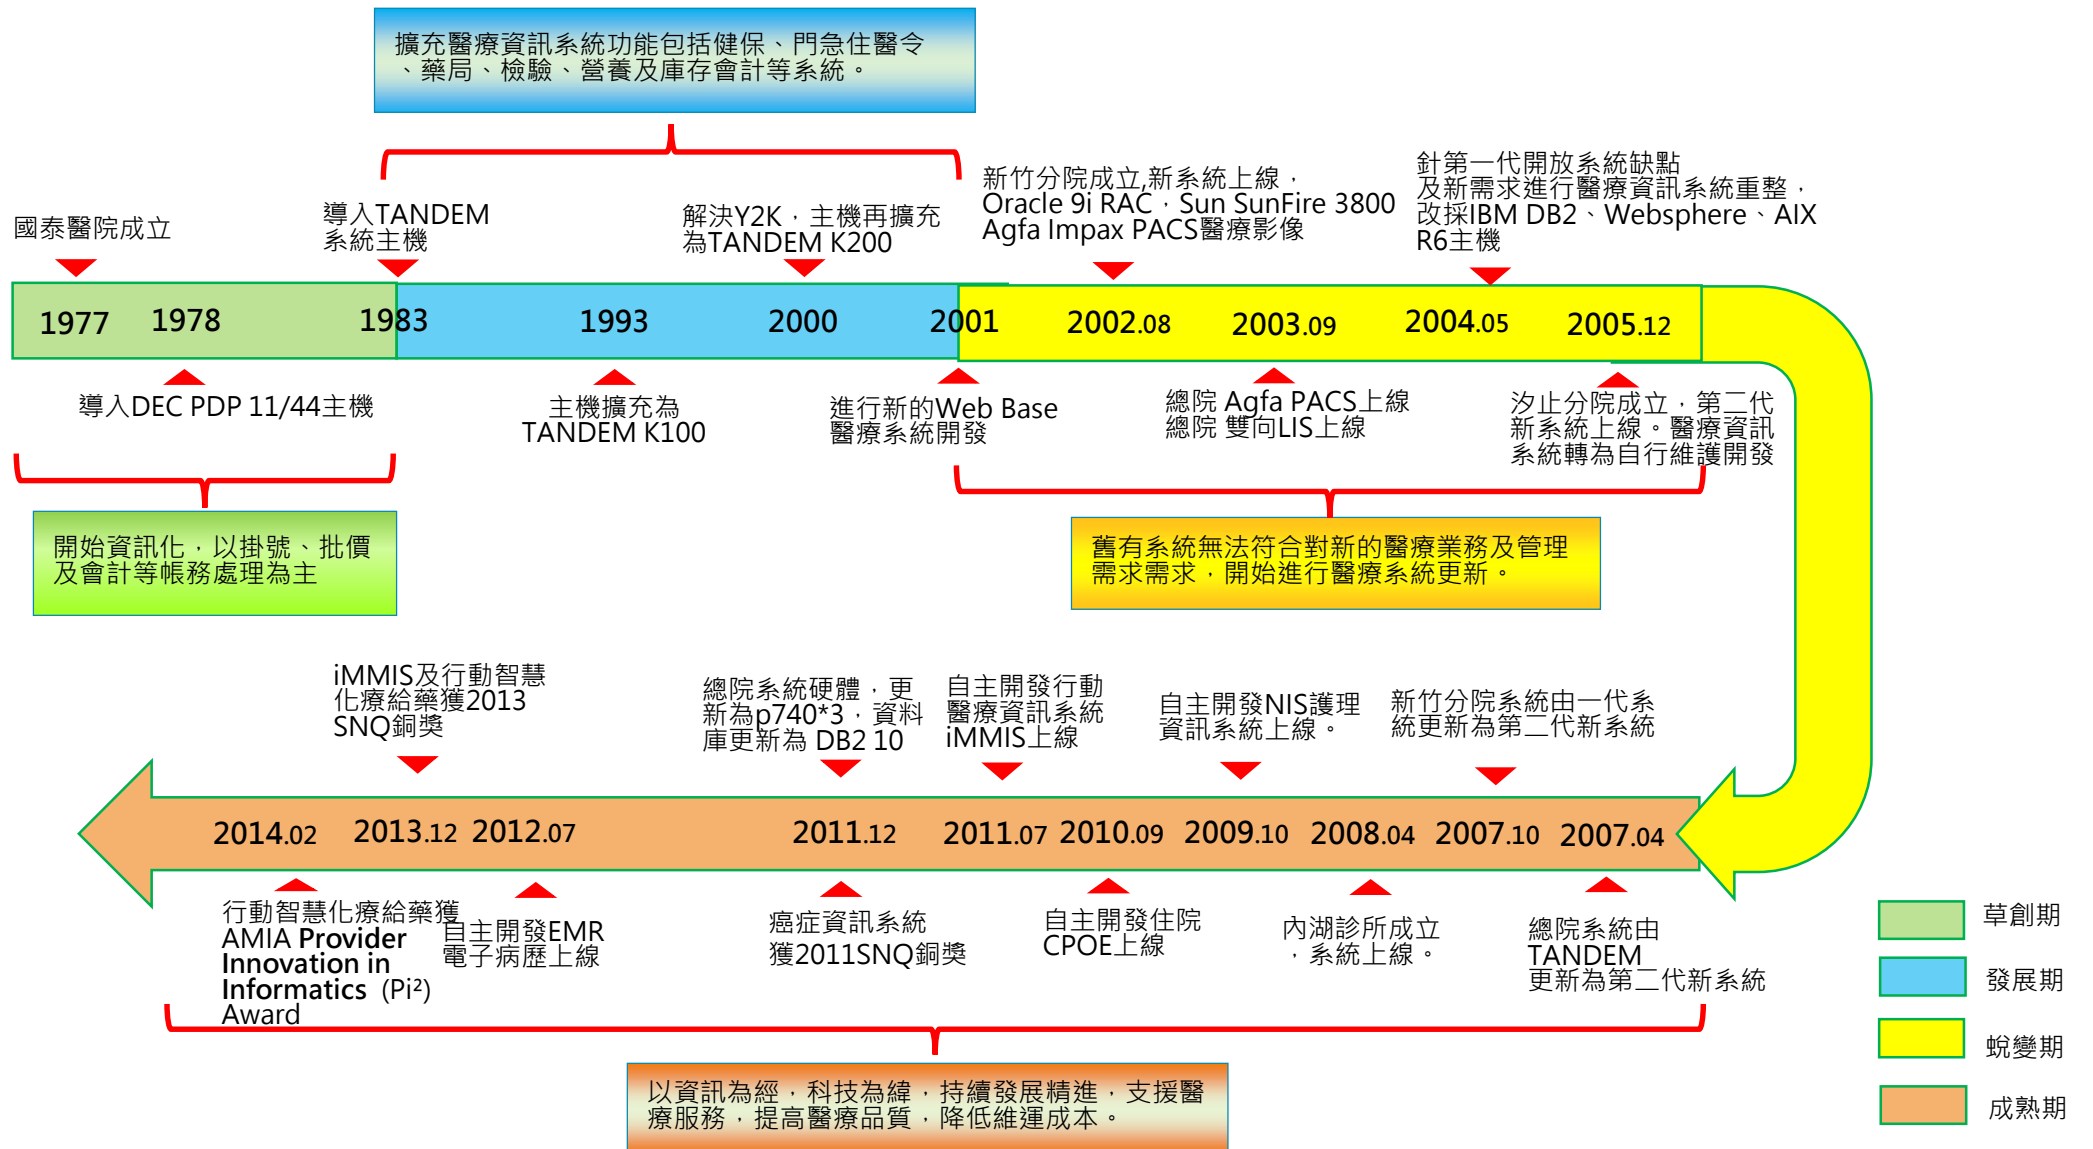 擴充醫療資訊系統功能包括健保、門急住醫令
、藥局、檢驗、營養及庫存會計等系統。
國泰醫院成立
導入TANDEM
系統主機
解決Y2K，主機再擴充
為TANDEM K200
新竹分院成立,新系統上線，
Oracle 9i RAC，Sun SunFire 3800
Agfa Impax PACS醫療影像
針第一代開放系統缺點
及新需求進行醫療資訊系統重整，
改採IBM DB2、Websphere、AIX
R6主機
1977
1978
1983
1993
2000
2001
2002.08
2003.09
2004.05
2005.12
導入DEC PDP 11/44主機
主機擴充為
TANDEM K100
進行新的Web Base
醫療系統開發
總院 Agfa PACS上線
總院 雙向LIS上線
汐止分院成立，第二代
新系統上線。醫療資訊
系統轉為自行維護開發
開始資訊化，以掛號、批價
及會計等帳務處理為主
舊有系統無法符合對新的醫療業務及管理
需求需求，開始進行醫療系統更新。
iMMIS及行動智慧
化療給藥獲2013
SNQ銅獎
總院系統硬體，更
新為p740*3，資料
庫更新為 DB2 10
自主開發行動
醫療資訊系統
iMMIS上線
自主開發NIS護理
資訊系統上線。
新竹分院系統由一代系
統更新為第二代新系統
2014.02
2013.12
2012.07
2011.12
2011.07
2010.09
2009.10
2008.04
2007.10
2007.04
行動智慧化療給藥獲
AMIA Provider
Innovation in
Informatics (Pi²)
Award
自主開發EMR
電子病歷上線
癌症資訊系統
獲2011SNQ銅獎
自主開發住院
CPOE上線
內湖診所成立
，系統上線。
總院系統由
TANDEM
更新為第二代新系統
以資訊為經，科技為緯，持續發展精進，支援醫
療服務，提高醫療品質，降低維運成本。
草創期
發展期
蛻變期
成熟期